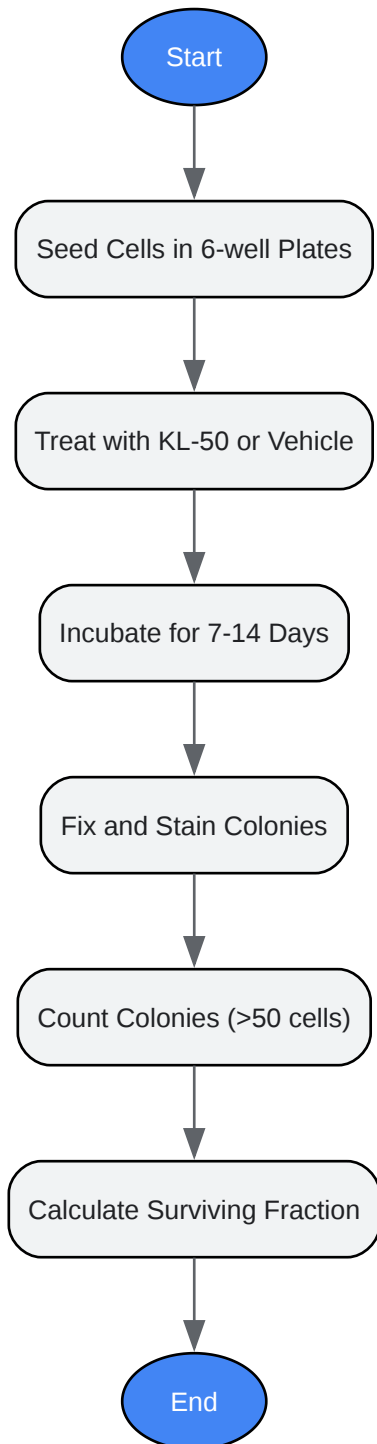 Start
Seed Cells in 6-well Plates
Treat with KL-50 or Vehicle
Incubate for 7-14 Days
Fix and Stain Colonies
Count Colonies (>50 cells)
Calculate Surviving Fraction
End